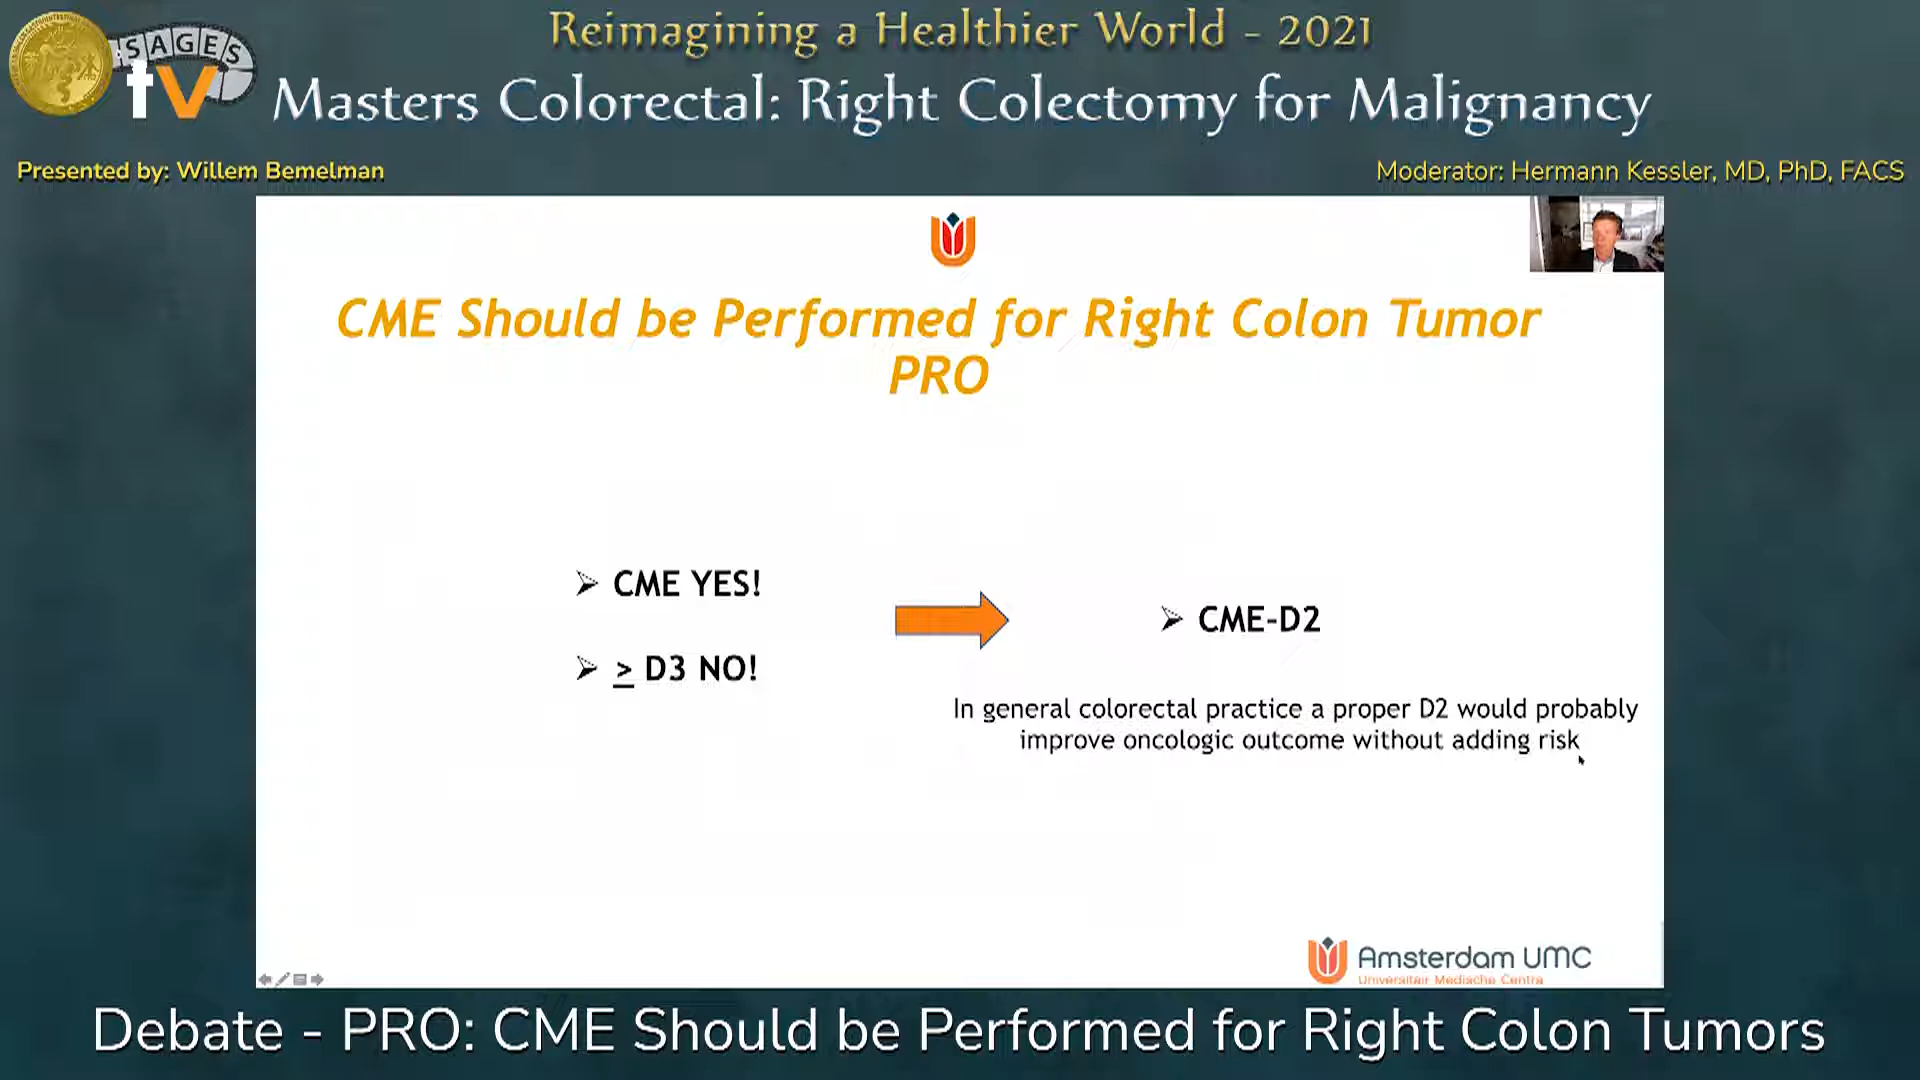 Reimagining a Healthier World - 2021
SAGES
tv
Masters Colorectal: Right Colectomy for Malignancy
Presented by: Willem Bemelman
Moderator: Hermann Kessler, MD, PhD, FACS
CME Should be Performed for Right Colon Tumor
PRO
➢ CME YES!
➢ ≥ D3 NO!
➢ CME-D2
In general colorectal practice a proper D2 would probably
improve oncologic outcome without adding risk
Amsterdam UMC
Universitair Medische Centra
Debate - PRO: CME Should be Performed for Right Colon Tumors